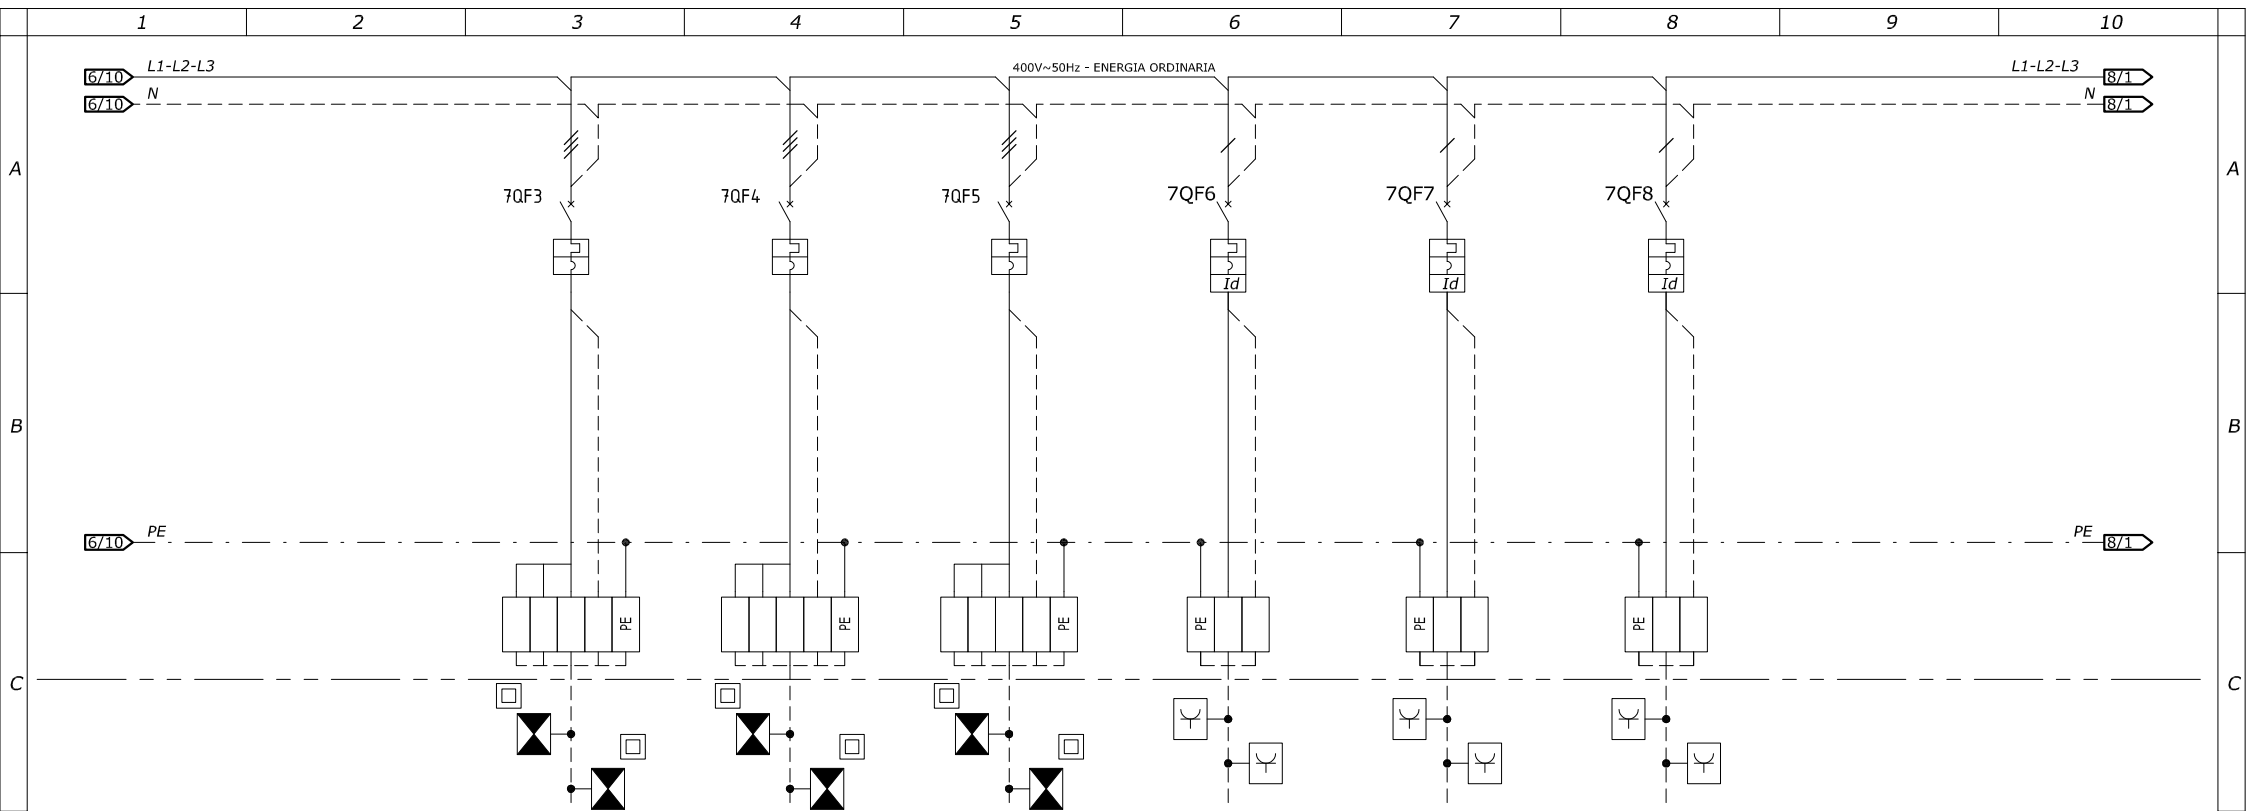 1 2 3 4 5 6 7 8 9 10
6/10 L1-L2-L3 400V~50Hz - ENERGIA ORDINARIA L1-L2-L3 8/1
6/10 N N 8/1
A A
7QF3 7QF4 7QF5 7QF6 7QF7 7QF8
Id Id Id
B B
6/10 PE PE 8/1
PE PE PE PE PE PE
C C